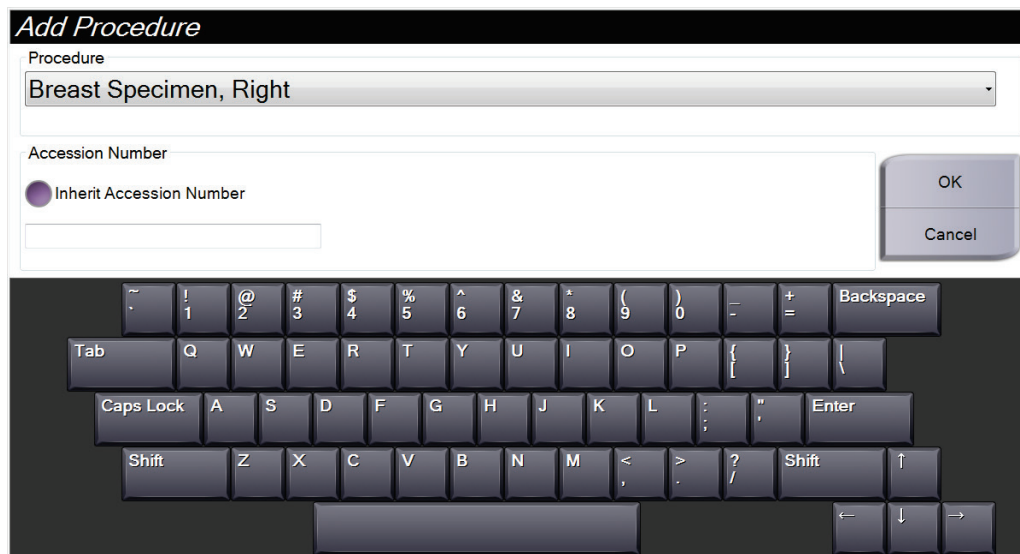 Add Procedure
Procedure
Breast Specimen, Right
Accession Number
Inherit Accession Number
OK
Cancel
~ ! @ # $ % ^ & * ( ) _ + Backspace
` 1 2 3 4 5 6 7 8 9 0 - =
Tab Q W E R T Y U I O P { } |
[ ] \
Caps Lock A S D F G H J K L : " Enter
; '
Shift Z X C V B N M < > ? Shift ↑
, . /
← ↓ →